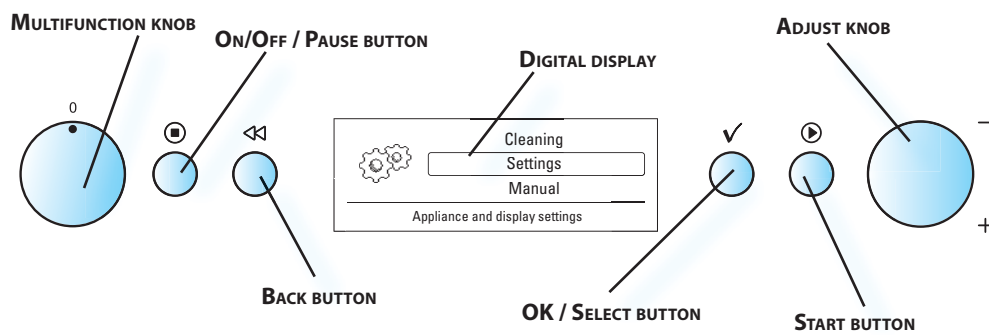 MULTIFUNCTION KNOB
ON/OFF / PAUSE BUTTON
DIGITAL DISPLAY
ADJUST KNOB
0
Cleaning
Settings
Manual
Appliance and display settings
−
+
BACK BUTTON
OK / SELECT BUTTON
START BUTTON